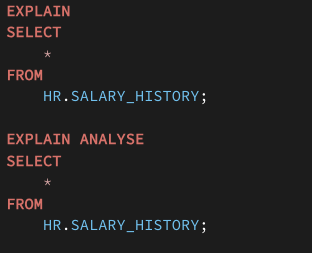 EXPLAIN
SELECT
    *
FROM
    HR.SALARY_HISTORY;

EXPLAIN ANALYSE
SELECT
    *
FROM
    HR.SALARY_HISTORY;